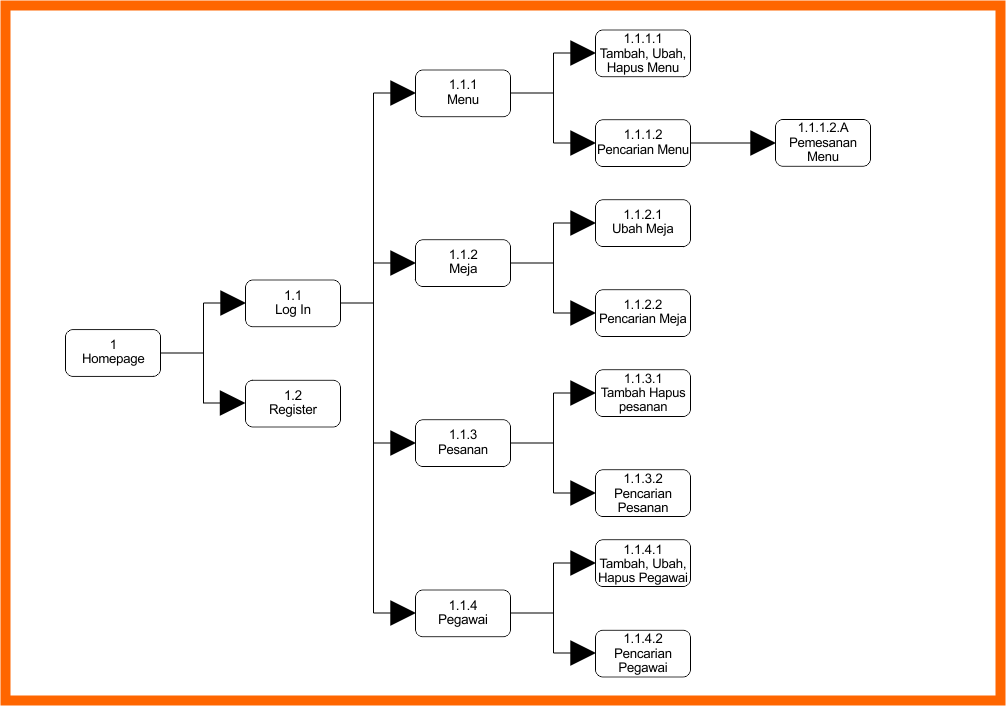 1
Homepage
1.1
Log In
1.2
Register
1.1.1
Menu
1.1.1.1
Tambah, Ubah,
Hapus Menu
1.1.1.2
Pencarian Menu
1.1.1.2.A
Pemesanan
Menu
1.1.2
Meja
1.1.2.1
Ubah Meja
1.1.2.2
Pencarian Meja
1.1.3
Pesanan
1.1.3.1
Tambah Hapus
pesanan
1.1.3.2
Pencarian
Pesanan
1.1.4
Pegawai
1.1.4.1
Tambah, Ubah,
Hapus Pegawai
1.1.4.2
Pencarian
Pegawai